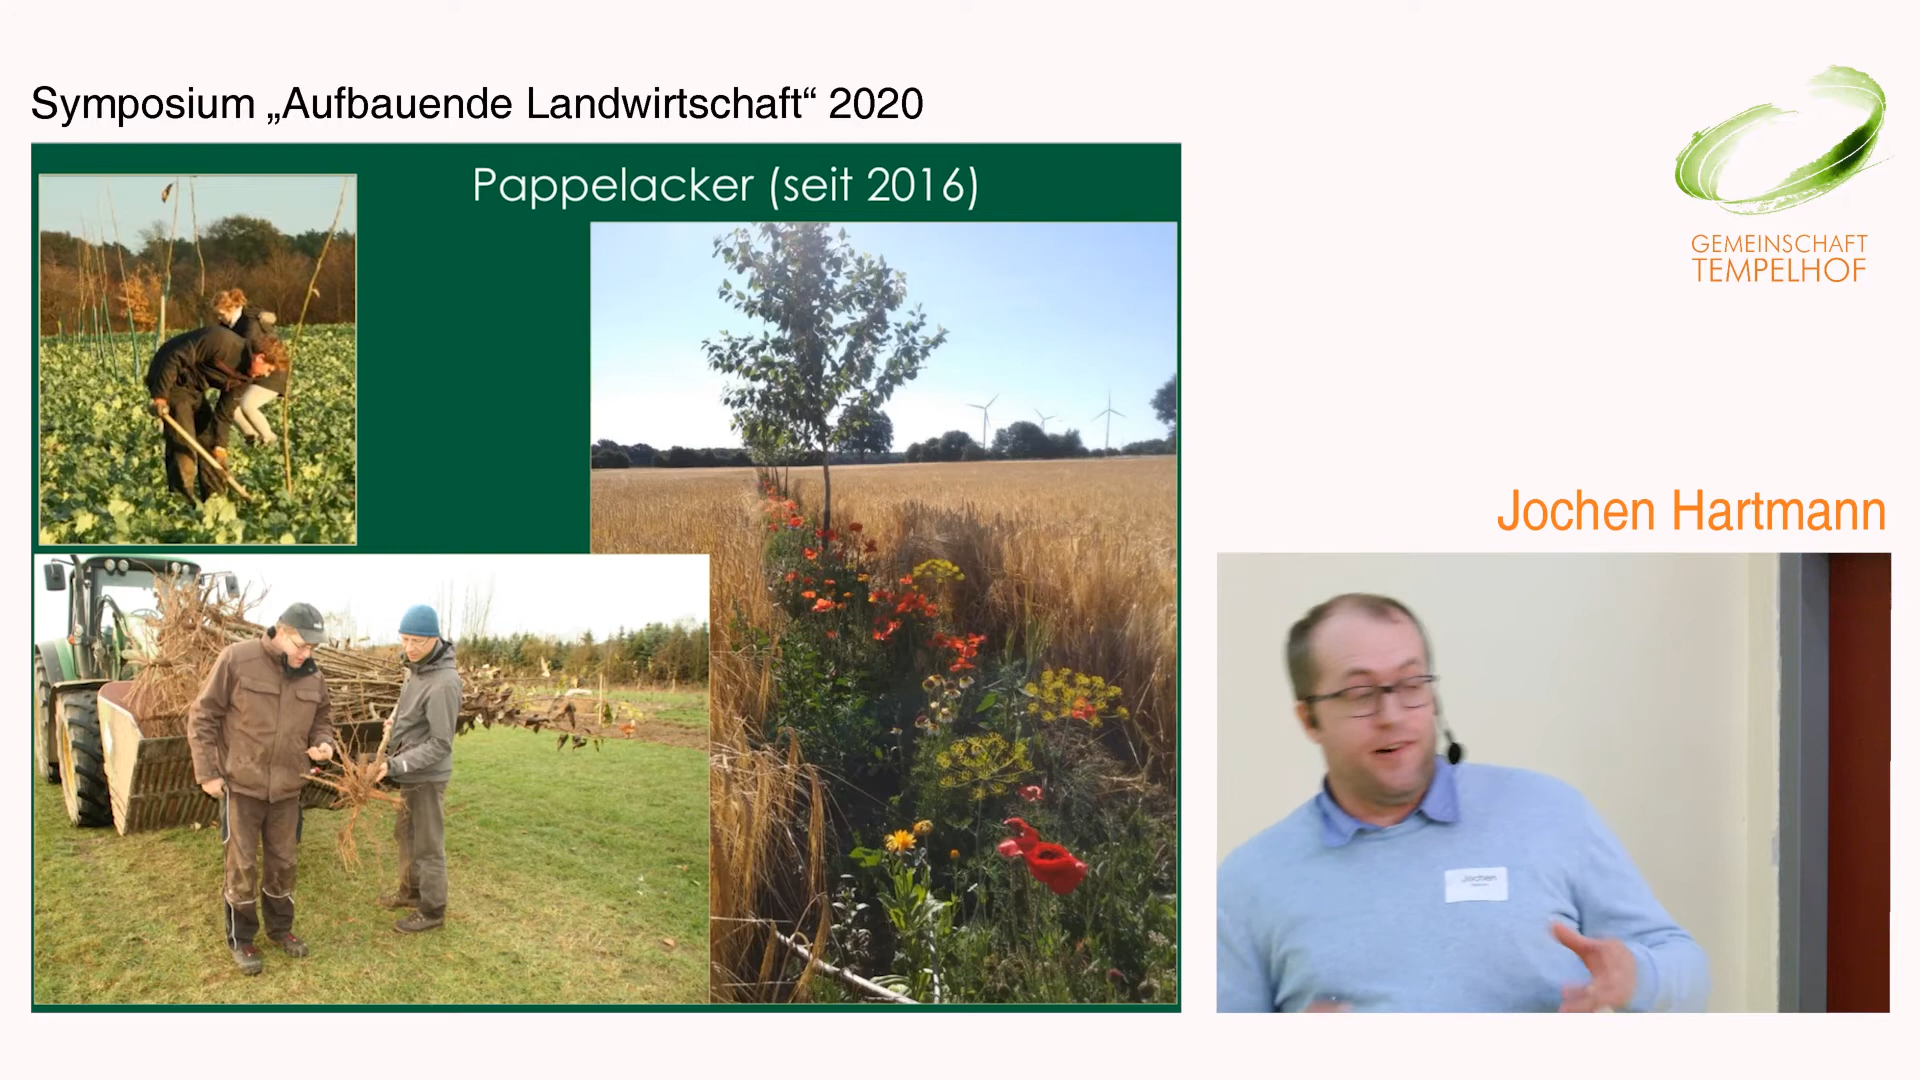 Symposium „Aufbauende Landwirtschaft“ 2020
Pappelacker (seit 2016)
GEMEINSCHAFT
TEMPELHOF
Jochen Hartmann
Jochen